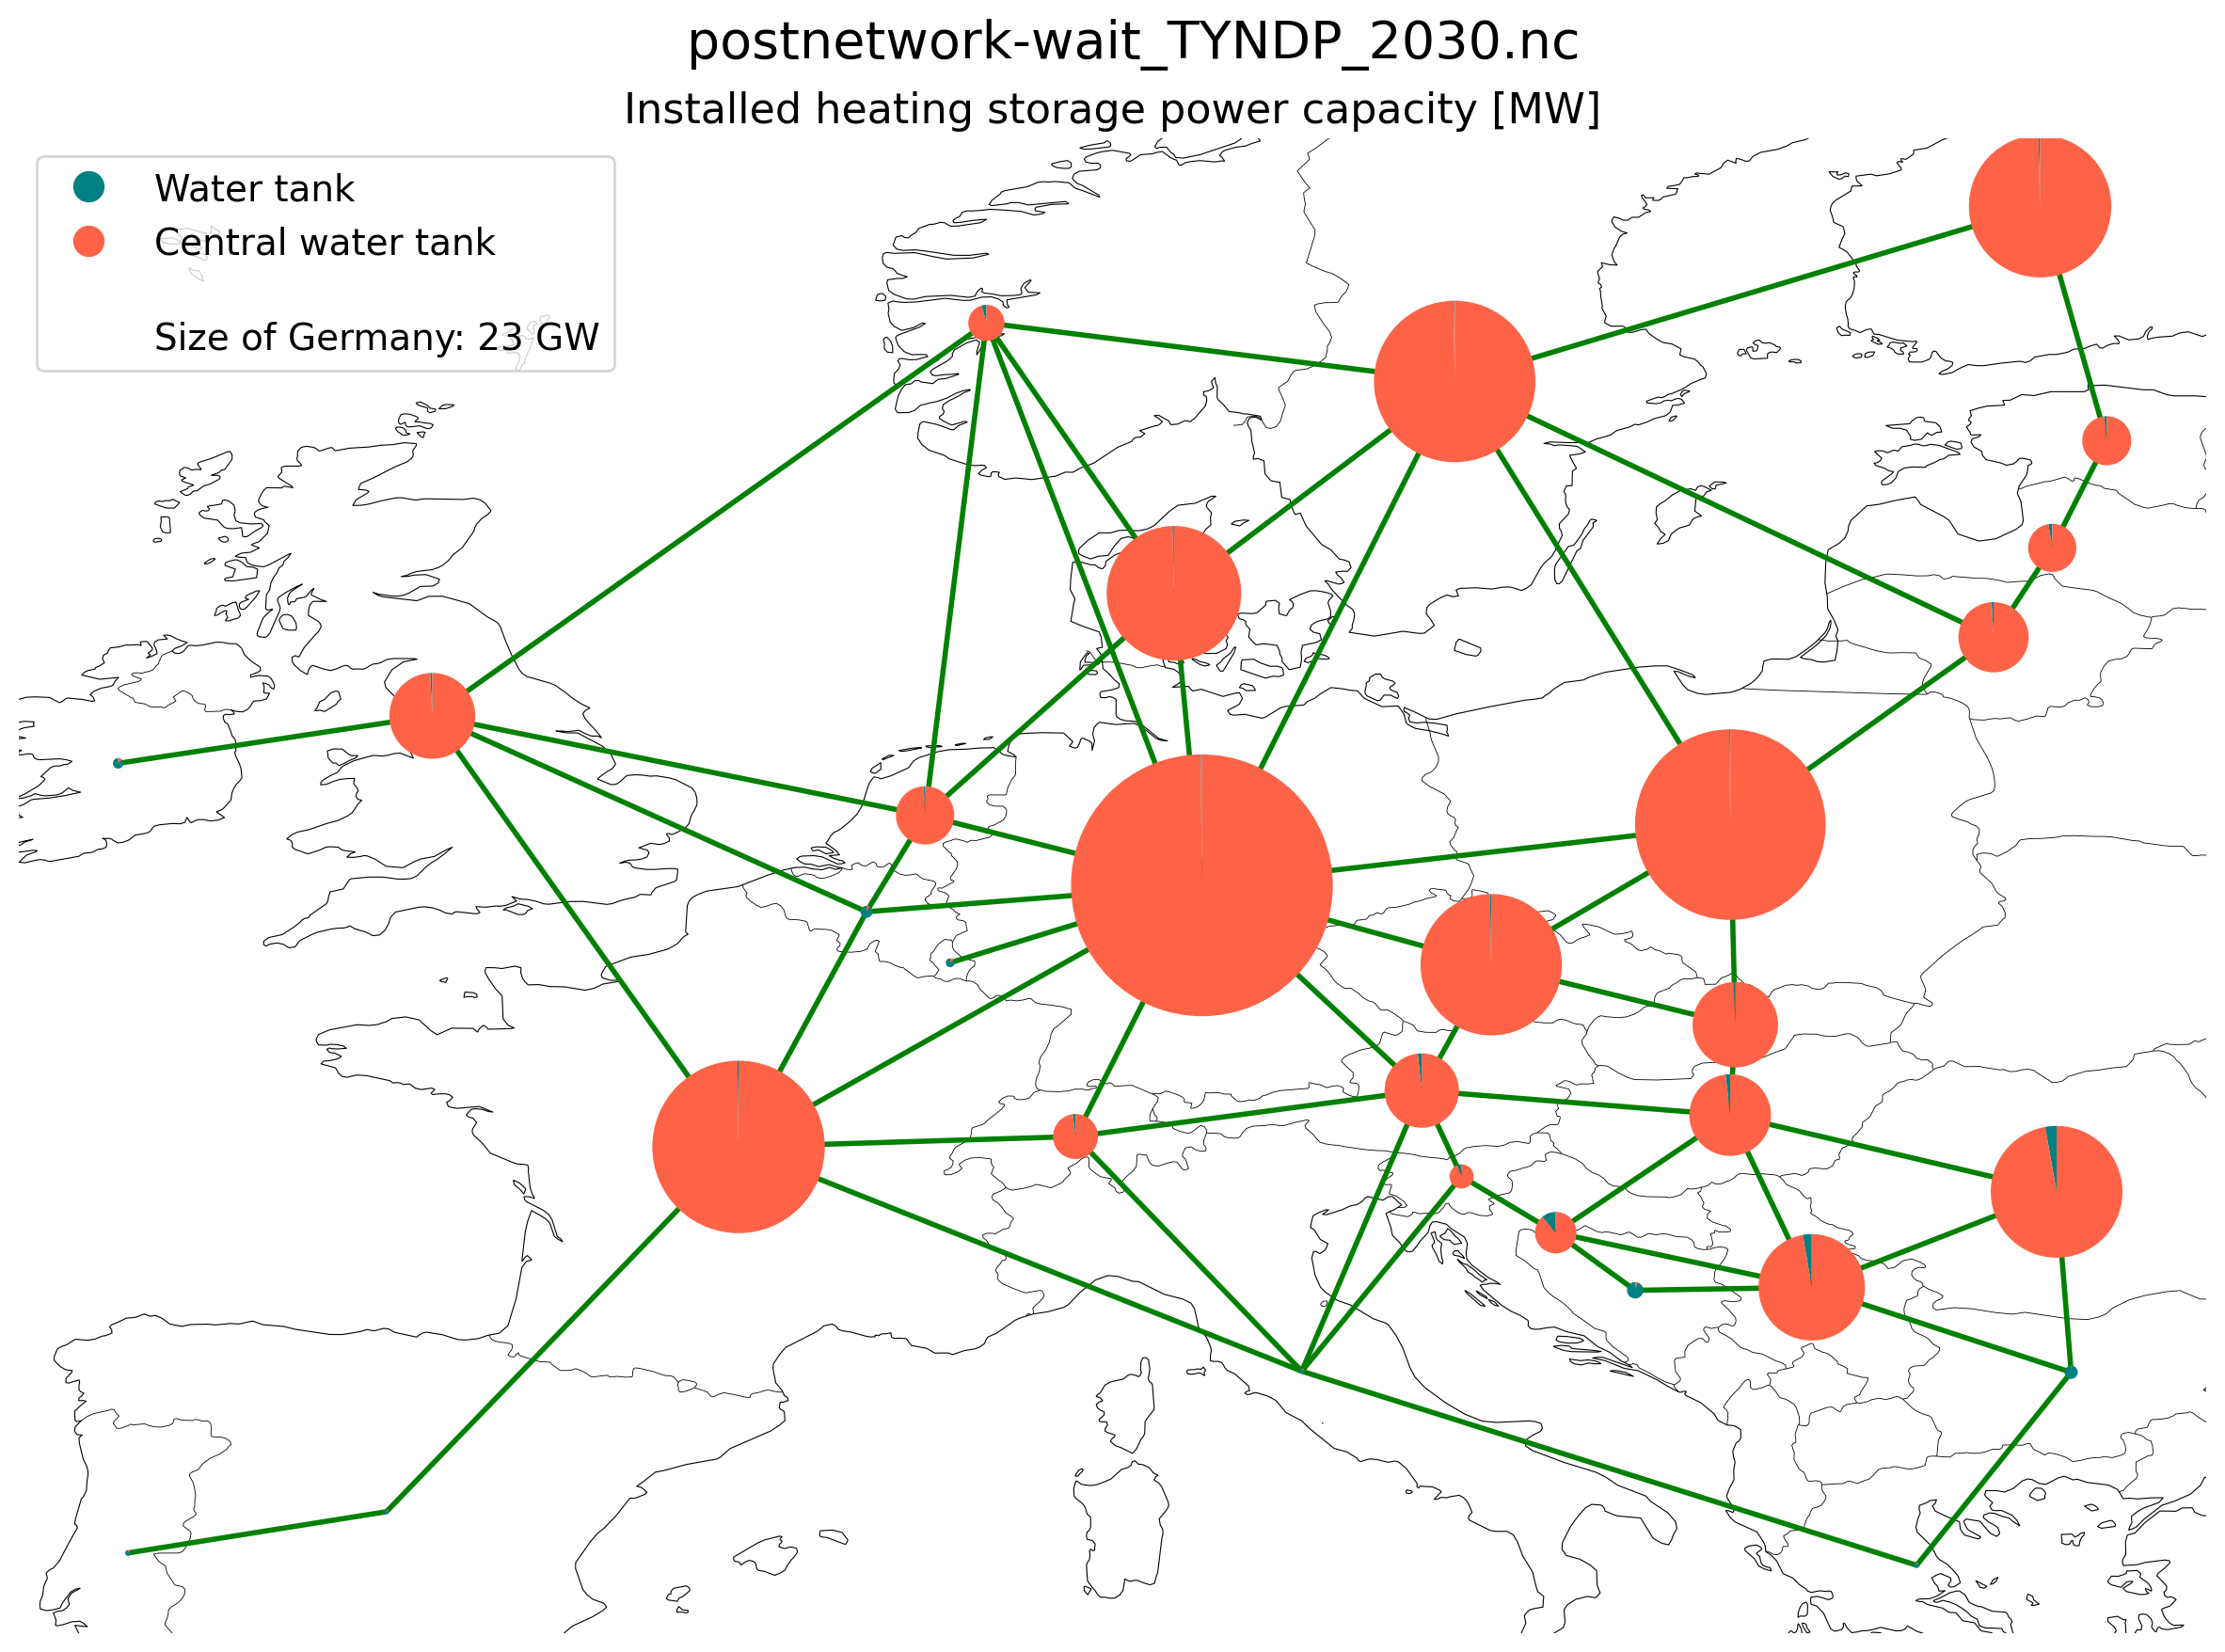 postnetwork-wait_TYNDP_2030.nc
Installed heating storage power capacity [MW]
Water tank
Central water tank
Size of Germany: 23 GW